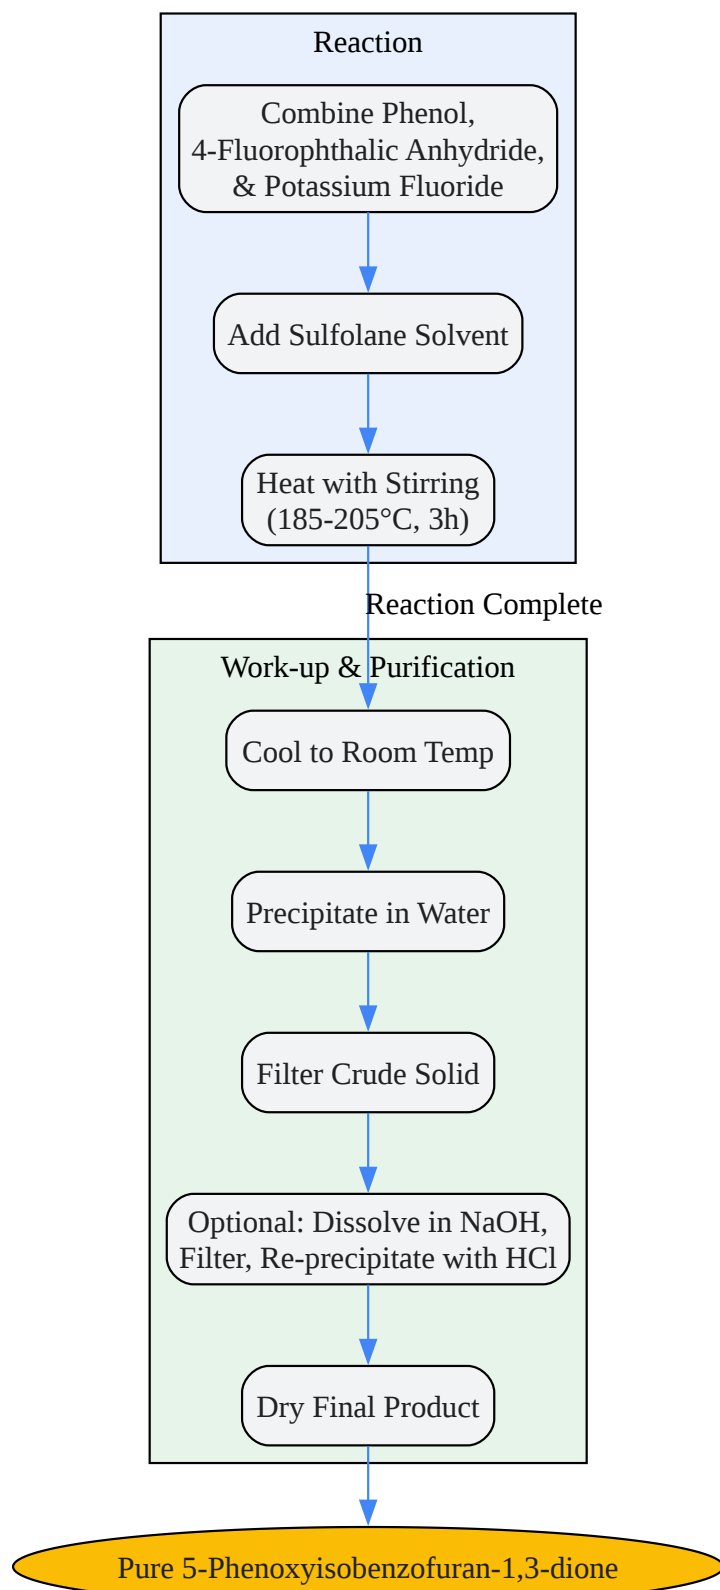 Reaction
Combine Phenol,
4-Fluorophthalic Anhydride,
& Potassium Fluoride
Add Sulfolane Solvent
Heat with Stirring
(185-205°C, 3h)
Reaction Complete
Work-up & Purification
Cool to Room Temp
Precipitate in Water
Filter Crude Solid
Optional: Dissolve in NaOH,
Filter, Re-precipitate with HCl
Dry Final Product
Pure 5-Phenoxyisobenzofuran-1,3-dione